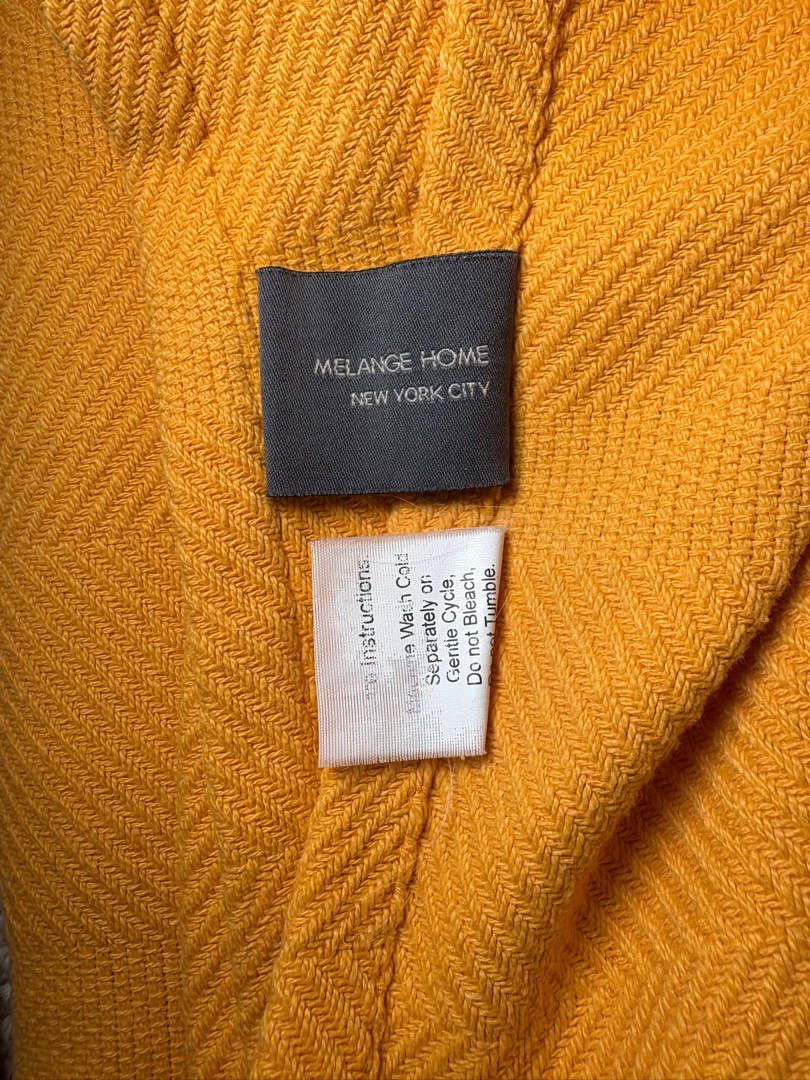 MELANGE HOME
NEW YORK CITY
Instructions.
Wash Cold
Separately on
Gentle Cycle,
Do not Bleach,
Tumble.